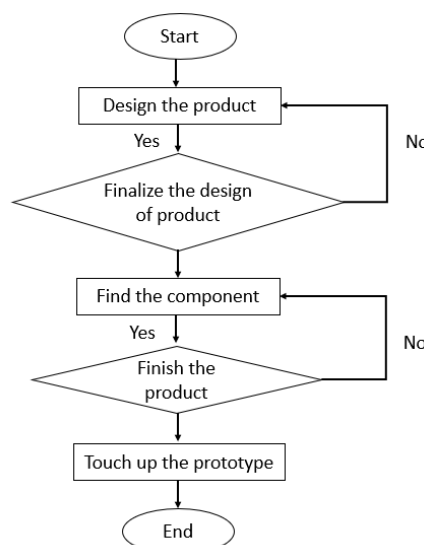 Start
Design the product
Yes
No
Finalize the design
of product
Find the component
Yes
No
Finish the
product
Touch up the prototype
End